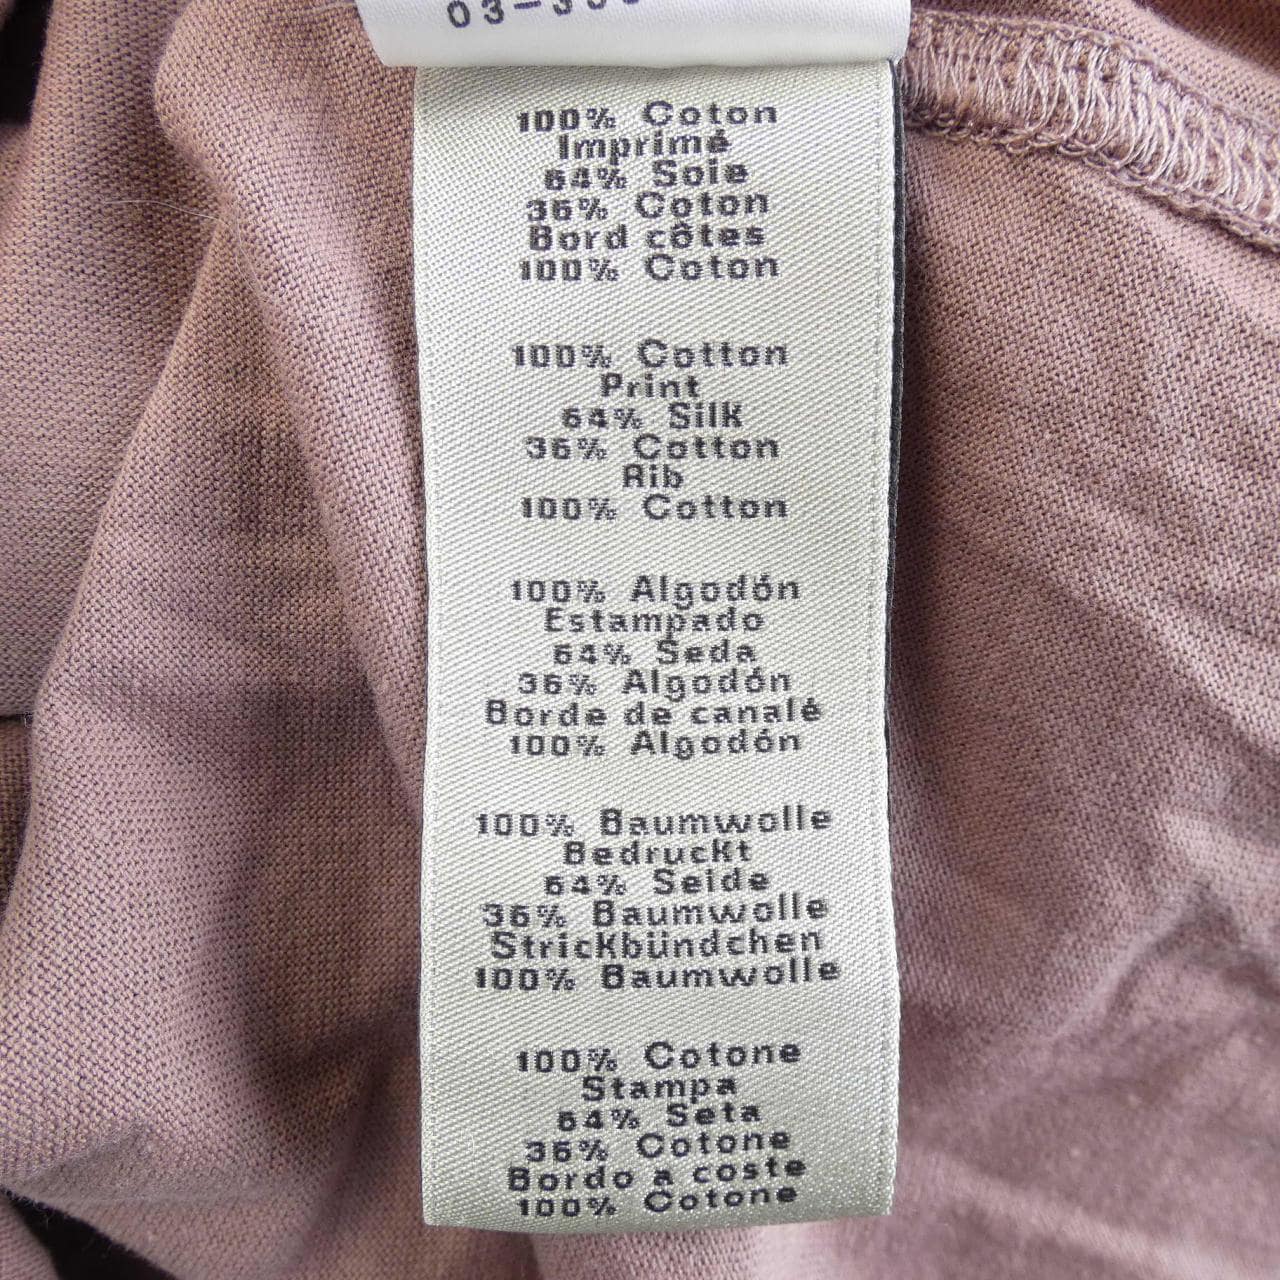 100% Coton
Imprimé
64% Soie
36% Coton
Bord côtes
100% Coton
100% Cotton
Print
64% Silk
36% Cotton
Rib
100% Cotton
100% Algodón
Estampado
64% Seda
36% Algodón
Borde de canalé
100% Algodón
100% Baumwolle
Bedruckt
64% Seide
36% Baumwolle
Strickbündchen
100% Baumwolle
100% Cotone
Stampa
64% Seta
36% Cotone
Bordo a coste
100% Cotone